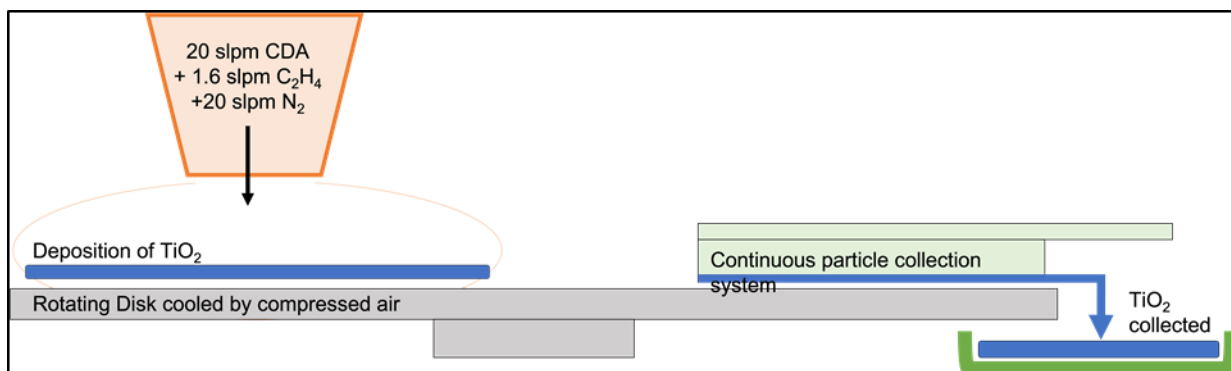 20 slpm CDA
+ 1.6 slpm C₂H₄
+20 slpm N₂
Deposition of TiO₂
Rotating Disk cooled by compressed air
Continuous particle collection
system
TiO₂
collected